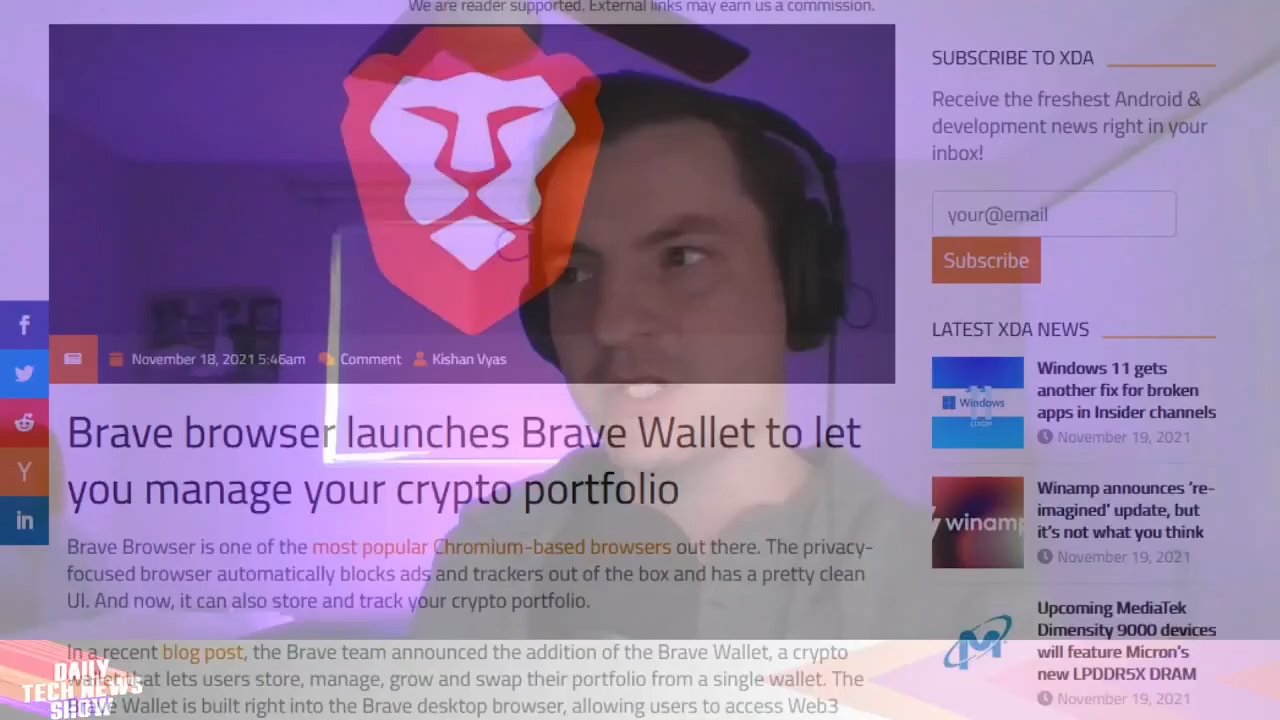 We are reader supported. External links may earn us a commission.
November 18, 2021 5:46am Comment Kishan Vyas
Brave browser launches Brave Wallet to let
you manage your crypto portfolio
Brave Browser is one of the most popular Chromium-based browsers out there. The privacy-
focused browser automatically blocks ads and trackers out of the box and has a pretty clean
UI. And now, it can also store and track your crypto portfolio.
In a recent blog post, the Brave team announced the addition of the Brave Wallet, a crypto
wallet that lets users store, manage, grow and swap their portfolio from a single wallet. The
Brave Wallet is built right into the Brave desktop browser, allowing users to access Web3
DAILY
TECH NEWS
SHOW
SUBSCRIBE TO XDA
Receive the freshest Android &
development news right in your
inbox!
your@email
Subscribe
LATEST XDA NEWS
Windows 11 gets
another fix for broken
apps in Insider channels
November 19, 2021
Windows
11
Winamp announces 're-
imagined' update, but
it's not what you think
November 19, 2021
winamp
Upcoming MediaTek
Dimensity 9000 devices
will feature Micron's
new LPDDR5X DRAM
November 19, 2021